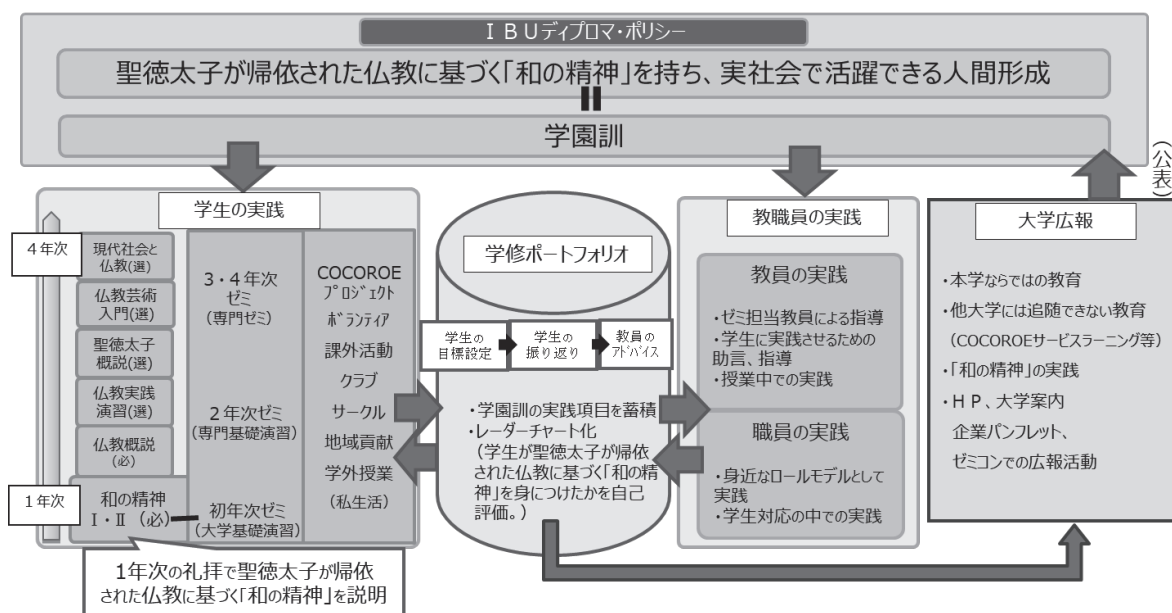 ＩＢＵディプロマ・ポリシー
聖徳太子が帰依された仏教に基づく「和の精神」を持ち、実社会で活躍できる人間形成
学園訓
(公表)
学生の実践
4年次
1年次
現代社会と
仏教(選)
仏教芸術
入門(選)
聖徳太子
概説(選)
仏教実践
演習(選)
仏教概説
(必)
和の精神
Ⅰ・Ⅱ (必)
3・4年次
ゼミ
(専門ゼミ)
2年次ゼミ
(専門基礎演習)
初年次ゼミ
(大学基礎演習)
COCOROE
プロジェクト
ボランティア
課外活動
クラブ
サークル
地域貢献
学外授業
(私生活)
1年次の礼拝で聖徳太子が帰依
された仏教に基づく「和の精神」を説明
学修ポートフォリオ
学生の
目標設定
学生の
振り返り
教員の
アドバイス
・学園訓の実践項目を蓄積
・レーダーチャート化
(学生が聖徳太子が帰依
された仏教に基づく「和の精
神」を身につけたかを自己
評価。)
教職員の実践
教員の実践
・ゼミ担当教員による指導
・学生に実践させるための
助言、指導
・授業中での実践
職員の実践
・身近なロールモデルとして
実践
・学生対応の中での実践
大学広報
・本学ならではの教育
・他大学には追随できない教育
(COCOROEサービスラーニング等)
・「和の精神」の実践
・ＨＰ、大学案内
企業パンフレット、
ゼミコンでの広報活動